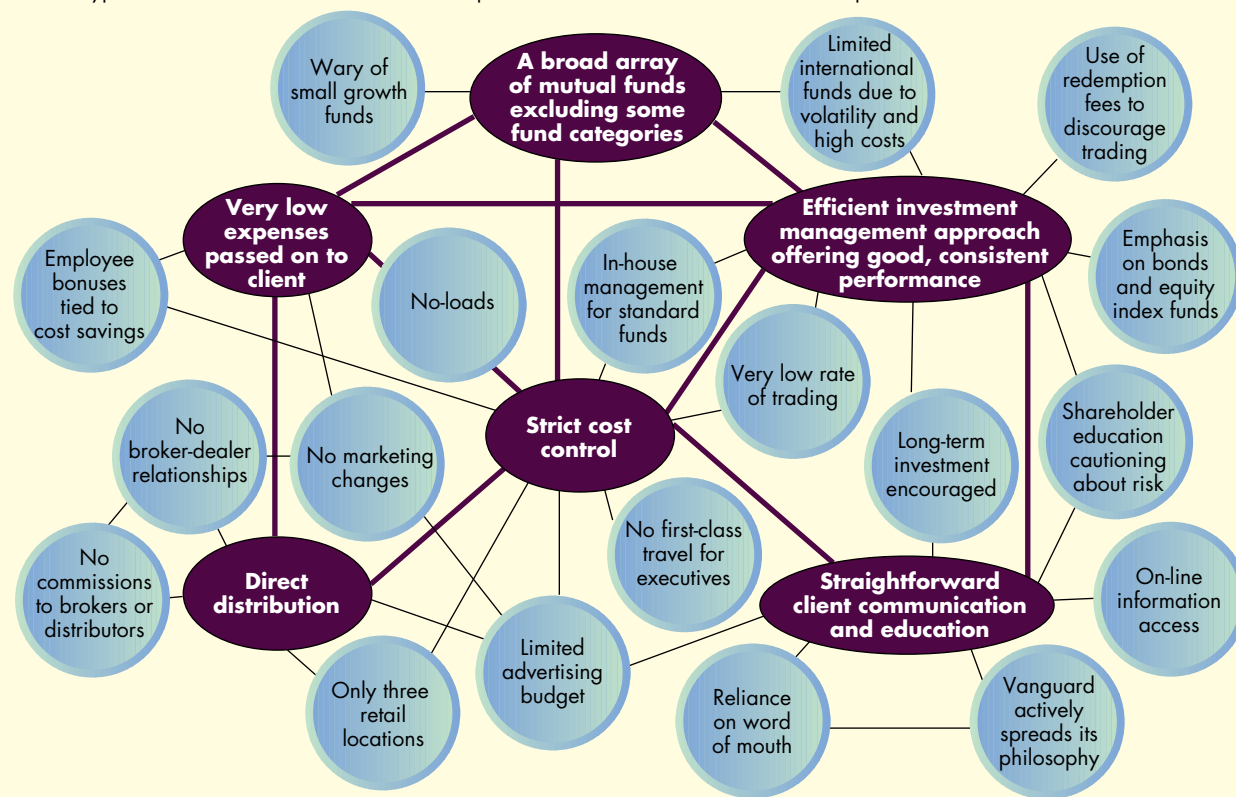 Wary of
small growth
funds
A broad array
of mutual funds
excluding some
fund categories
Limited
international
funds due to
volatility and
high costs
Use of
redemption
fees to
discourage
trading
Very low
expenses
passed on to
client
Efficient investment
management approach
offering good, consistent
performance
Employee
bonuses
tied to
cost savings
No-loads
In-house
management
for standard
funds
Emphasis
on bonds
and equity
index funds
Very low rate
of trading
Strict cost
control
Shareholder
education
cautioning
about risk
No
broker-dealer
relationships
No marketing
changes
Long-term
investment
encouraged
No
commissions
to brokers or
distributors
Direct
distribution
No first-class
travel for
executives
Straightforward
client communication
and education
On-line
information
access
Only three
retail
locations
Limited
advertising
budget
Reliance
on word
of mouth
Vanguard
actively
spreads its
philosophy